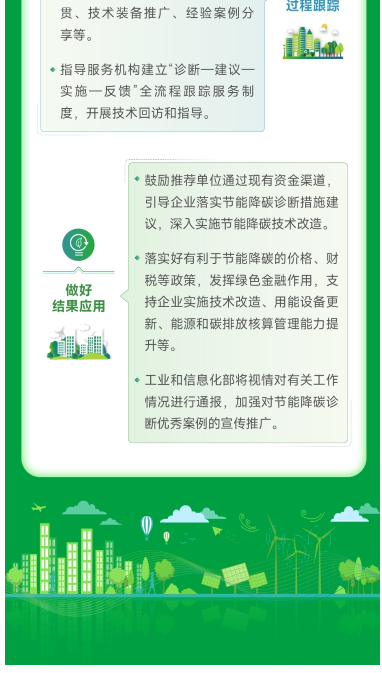 过程跟踪
贯、技术装备推广、经验案例分
享等。
指导服务机构建立“诊断—建议—
实施—反馈”全流程跟踪服务制
度，开展技术回访和指导。
做好
结果应用
鼓励推荐单位通过现有资金渠道，
引导企业落实节能降碳诊断措施建
议，深入实施节能降碳技术改造。
落实好有利于节能降碳的价格、财
税等政策，发挥绿色金融作用，支
持企业实施技术改造、用能设备更
新、能源和碳排放核算管理能力提
升等。
工业和信息化部将视情对有关工作
情况进行通报，加强对节能降碳诊
断优秀案例的宣传推广。